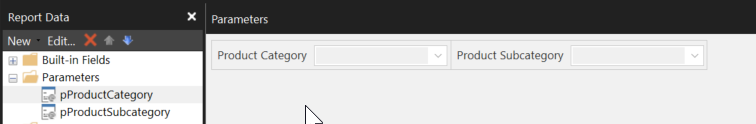 Report Data
Parameters
New Edit...
Product Category Product Subcategory
Built-in Fields
Parameters
pProductCategory
pProductSubcategory